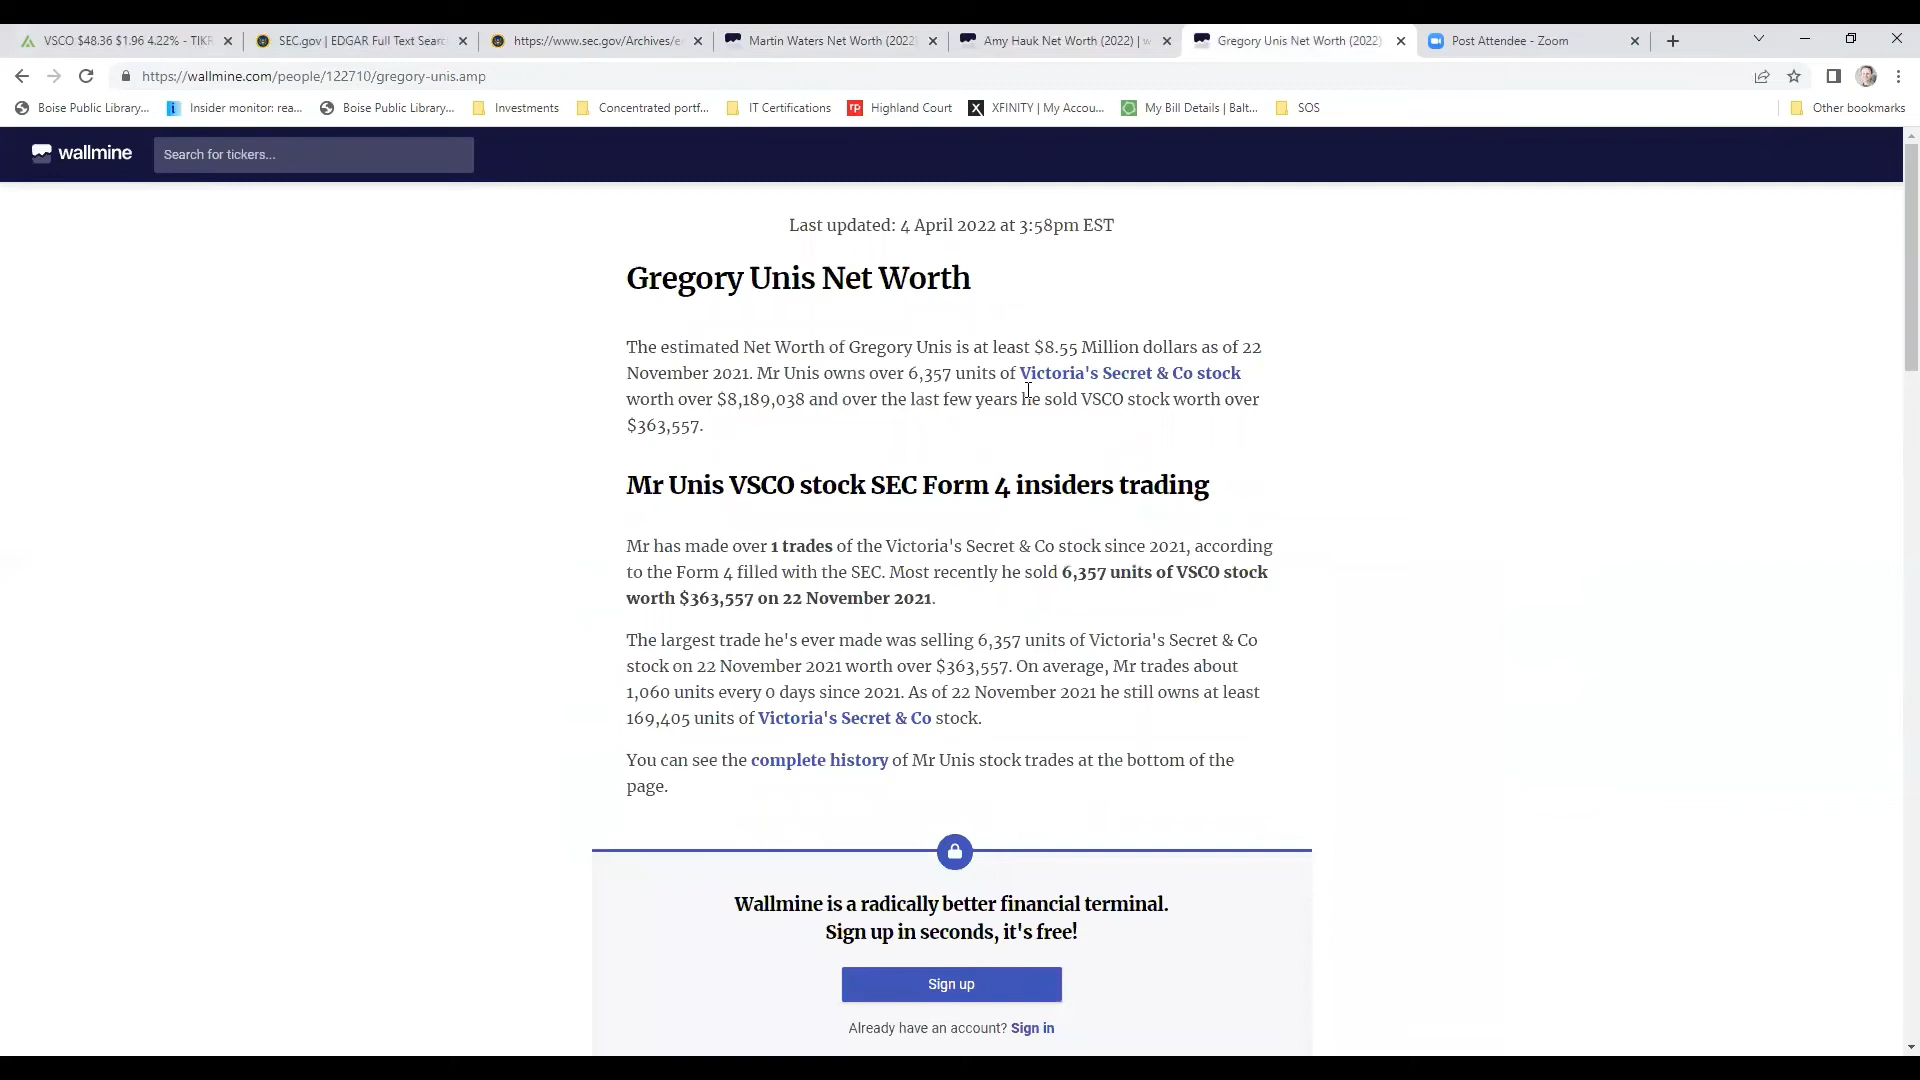 VSCO $48.36 $1.96 4.22% - TIKR
SEC.gov | EDGAR Full Text Searc
https://www.sec.gov/Archives/e
Martin Waters Net Worth (2022)
Amy Hauk Net Worth (2022) | w
Gregory Unis Net Worth (2022)
Post Attendee - Zoom
https://wallmine.com/people/122710/gregory-unis.amp
Boise Public Library...
Insider monitor: rea...
Boise Public Library...
Investments
Concentrated portf...
IT Certifications
rp Highland Court
X XFINITY | My Accou...
My Bill Details | Balt...
SOS
Other bookmarks
wallmine
Search for tickers...
Last updated: 4 April 2022 at 3:58pm EST
Gregory Unis Net Worth
The estimated Net Worth of Gregory Unis is at least $8.55 Million dollars as of 22
November 2021. Mr Unis owns over 6,357 units of Victoria's Secret & Co stock
worth over $8,189,038 and over the last few years he sold VSCO stock worth over
$363,557.
Mr Unis VSCO stock SEC Form 4 insiders trading
Mr has made over 1 trades of the Victoria's Secret & Co stock since 2021, according
to the Form 4 filled with the SEC. Most recently he sold 6,357 units of VSCO stock
worth $363,557 on 22 November 2021.
The largest trade he's ever made was selling 6,357 units of Victoria's Secret & Co
stock on 22 November 2021 worth over $363,557. On average, Mr trades about
1,060 units every 0 days since 2021. As of 22 November 2021 he still owns at least
169,405 units of Victoria's Secret & Co stock.
You can see the complete history of Mr Unis stock trades at the bottom of the
page.
Wallmine is a radically better financial terminal.
Sign up in seconds, it's free!
Sign up
Already have an account? Sign in